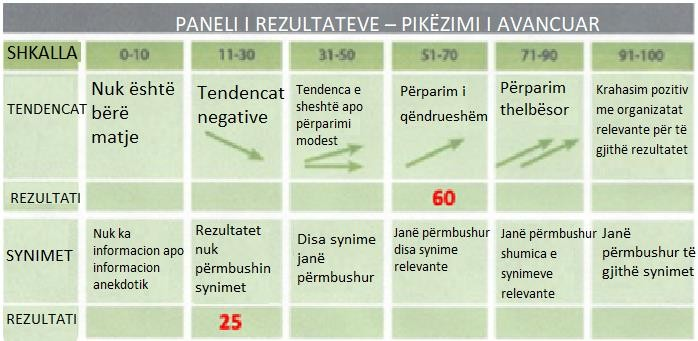 PANELI I REZULTATEVE – PIKËZIMI I AVANCUAR
SHKALLA 0-10 11-30 31-50 51-70 71-90 91-100
TENDENCAT
Nuk është
bërë
matje
Tendencat
negative
Tendenca e
sheshtë apo
përparimi
modest
Përparim i
qëndrueshëm
Përparim
thelbësor
Krahasim pozitiv
me organizatat
relevante për të
gjithë rezultatet
REZULTATI 60
SYNIMET
Nuk ka
informacion apo
informacion
anekdotik
Rezultatet
nuk
përmbushin
synimet
Disa synime
janë
përmbushur
Janë përmbushur
disa synime
relevante
Janë përmbushur
shumica e
synimeve
relevante
Janë
përmbushur të
gjithë synimet
REZULTATI 25